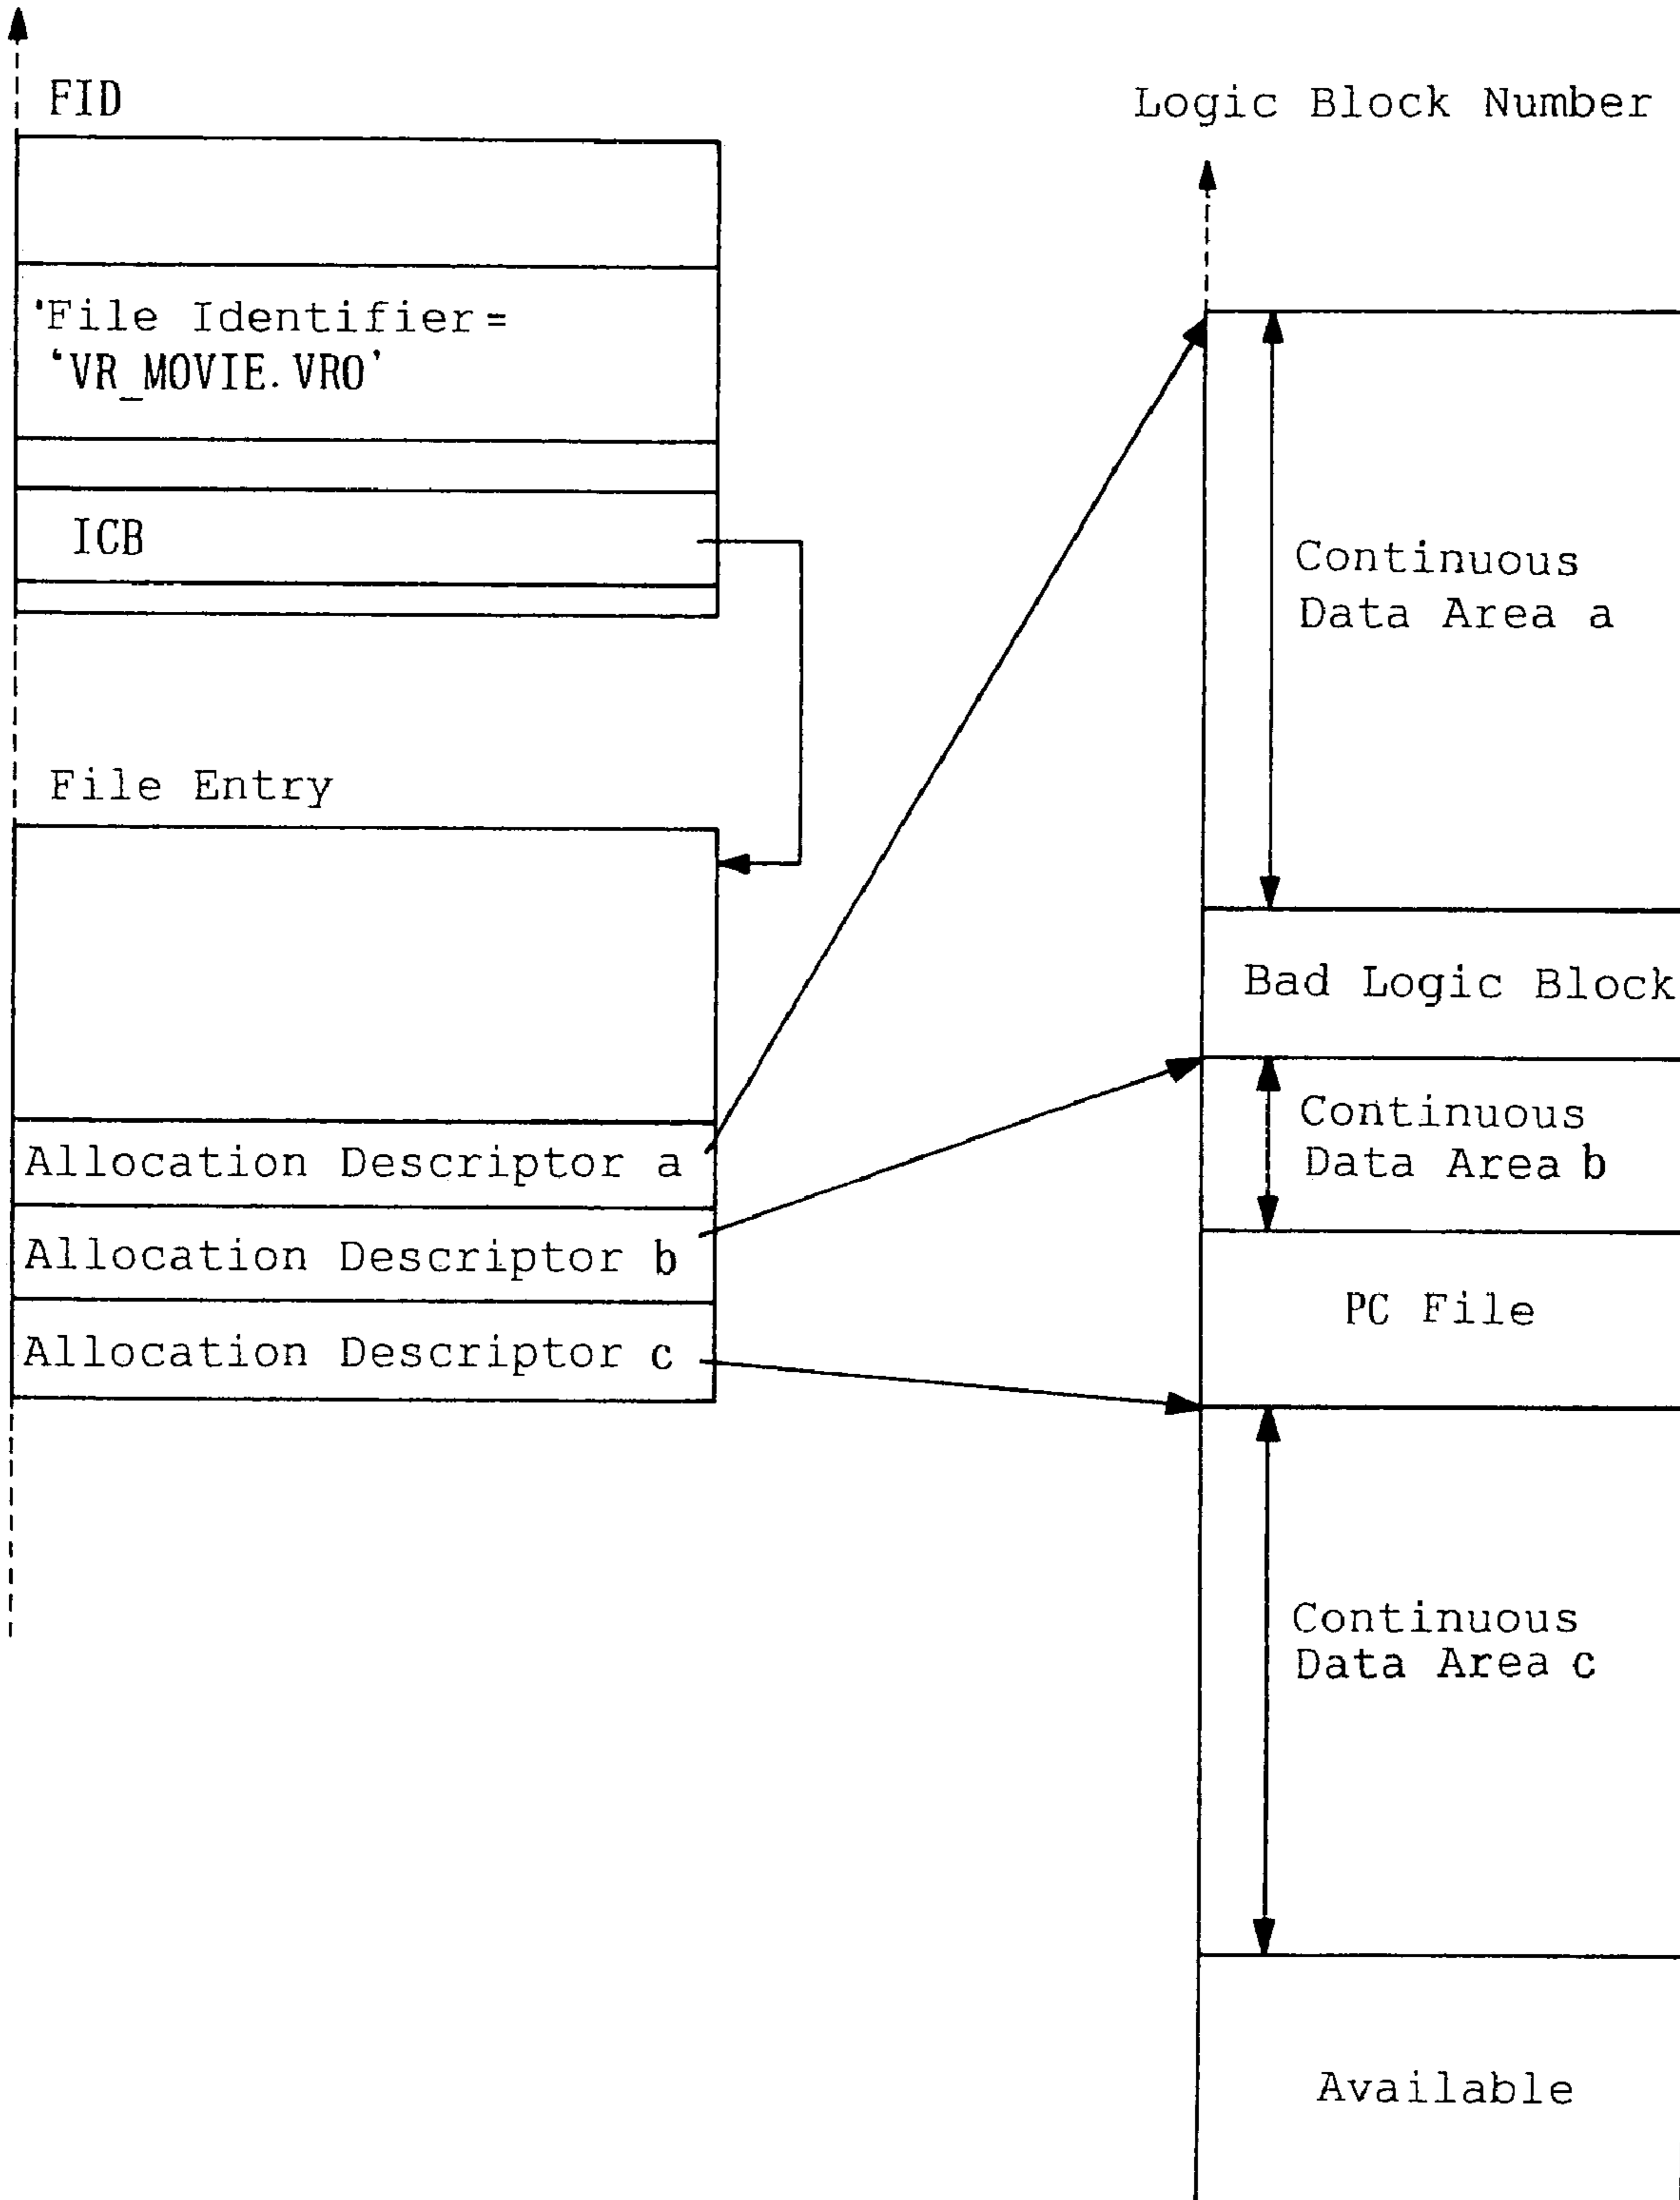 FID
'File Identifier=
'VR_MOVIE.VRO'
ICB
File Entry
Allocation Descriptor a
Allocation Descriptor b
Allocation Descriptor c
Logic Block Number
Continuous
Data Area a
Bad Logic Block
Continuous
Data Area b
PC File
Continuous
Data Area c
Available